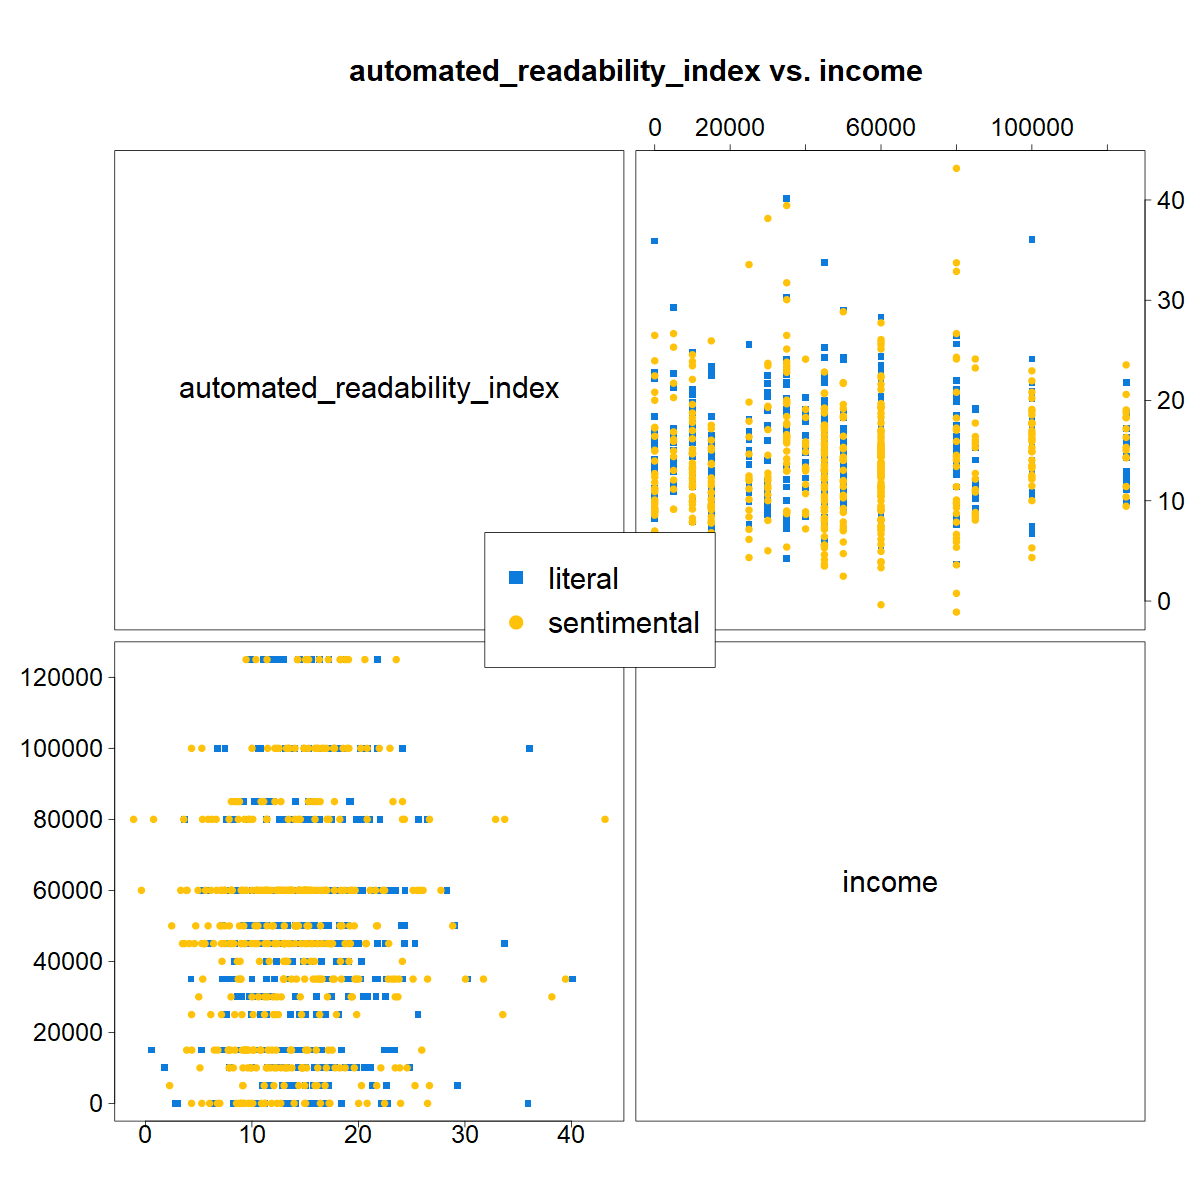 automated_readability_index vs. income
0 20000 60000 100000
automated_readability_index
40
30
20
10
0
literal
sentimental
120000
100000
80000
60000
40000
20000
0
income
0 10 20 30 40